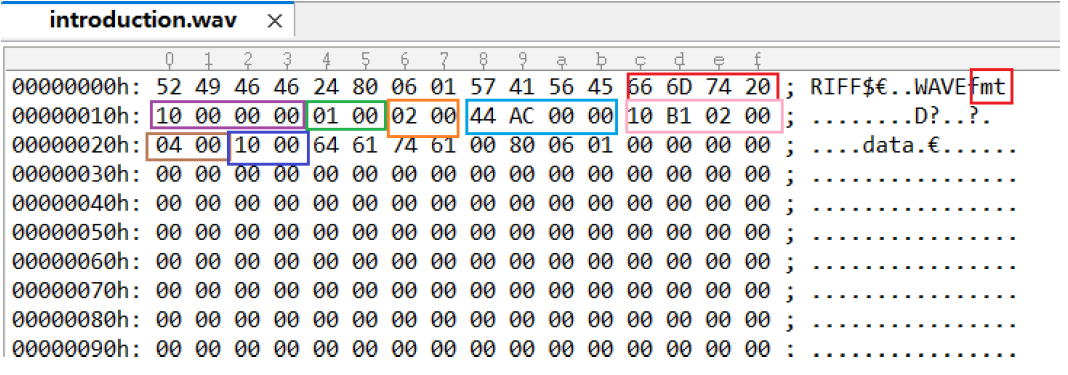 introduction.wav ×
0 1 2 3 4 5 6 7 8 9 a b c d e f
00000000h: 52 49 46 46 24 80 06 01 57 41 56 45 66 6D 74 20 ; RIFF$€..WAVEfmt
00000010h: 10 00 00 00 01 00 02 00 44 AC 00 00 10 B1 02 00 ; ........D?..?.
00000020h: 04 00 10 00 64 61 74 61 00 80 06 01 00 00 00 00 ; ....data.€......
00000030h: 00 00 00 00 00 00 00 00 00 00 00 00 00 00 00 00 ; ................
00000040h: 00 00 00 00 00 00 00 00 00 00 00 00 00 00 00 00 ; ................
00000050h: 00 00 00 00 00 00 00 00 00 00 00 00 00 00 00 00 ; ................
00000060h: 00 00 00 00 00 00 00 00 00 00 00 00 00 00 00 00 ; ................
00000070h: 00 00 00 00 00 00 00 00 00 00 00 00 00 00 00 00 ; ................
00000080h: 00 00 00 00 00 00 00 00 00 00 00 00 00 00 00 00 ; ................
00000090h: 00 00 00 00 00 00 00 00 00 00 00 00 00 00 00 00 ; ................